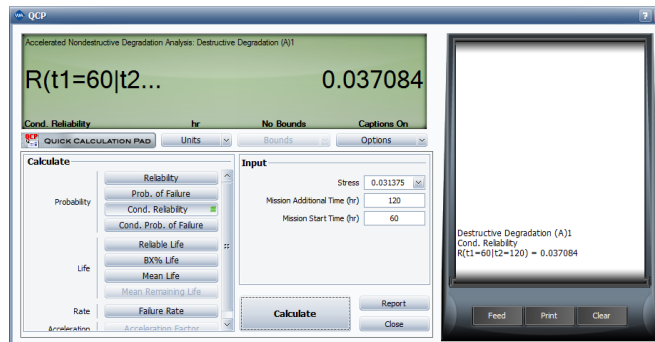 QCP
?
Accelerated Nondestructive Degradation Analysis: Destructive Degradation (A)1
R(t1=60|t2... 0.037084
Cond. Reliability hr No Bounds Captions On
QCP QUICK CALCULATION PAD Units Bounds Options
Calculate
Probability
Reliability
Prob. of Failure
Cond. Reliability
Cond. Prob. of Failure
Life
Reliable Life
BX% Life
Mean Life
Mean Remaining Life
Rate
Failure Rate
Acceleration
Acceleration Factor
Input
Stress 0.031375
Mission Additional Time (hr) 120
Mission Start Time (hr) 60
Calculate
Report
Close
Destructive Degradation (A)1
Cond. Reliability
R(t1=60|t2=120) = 0.037084
Feed Print Clear